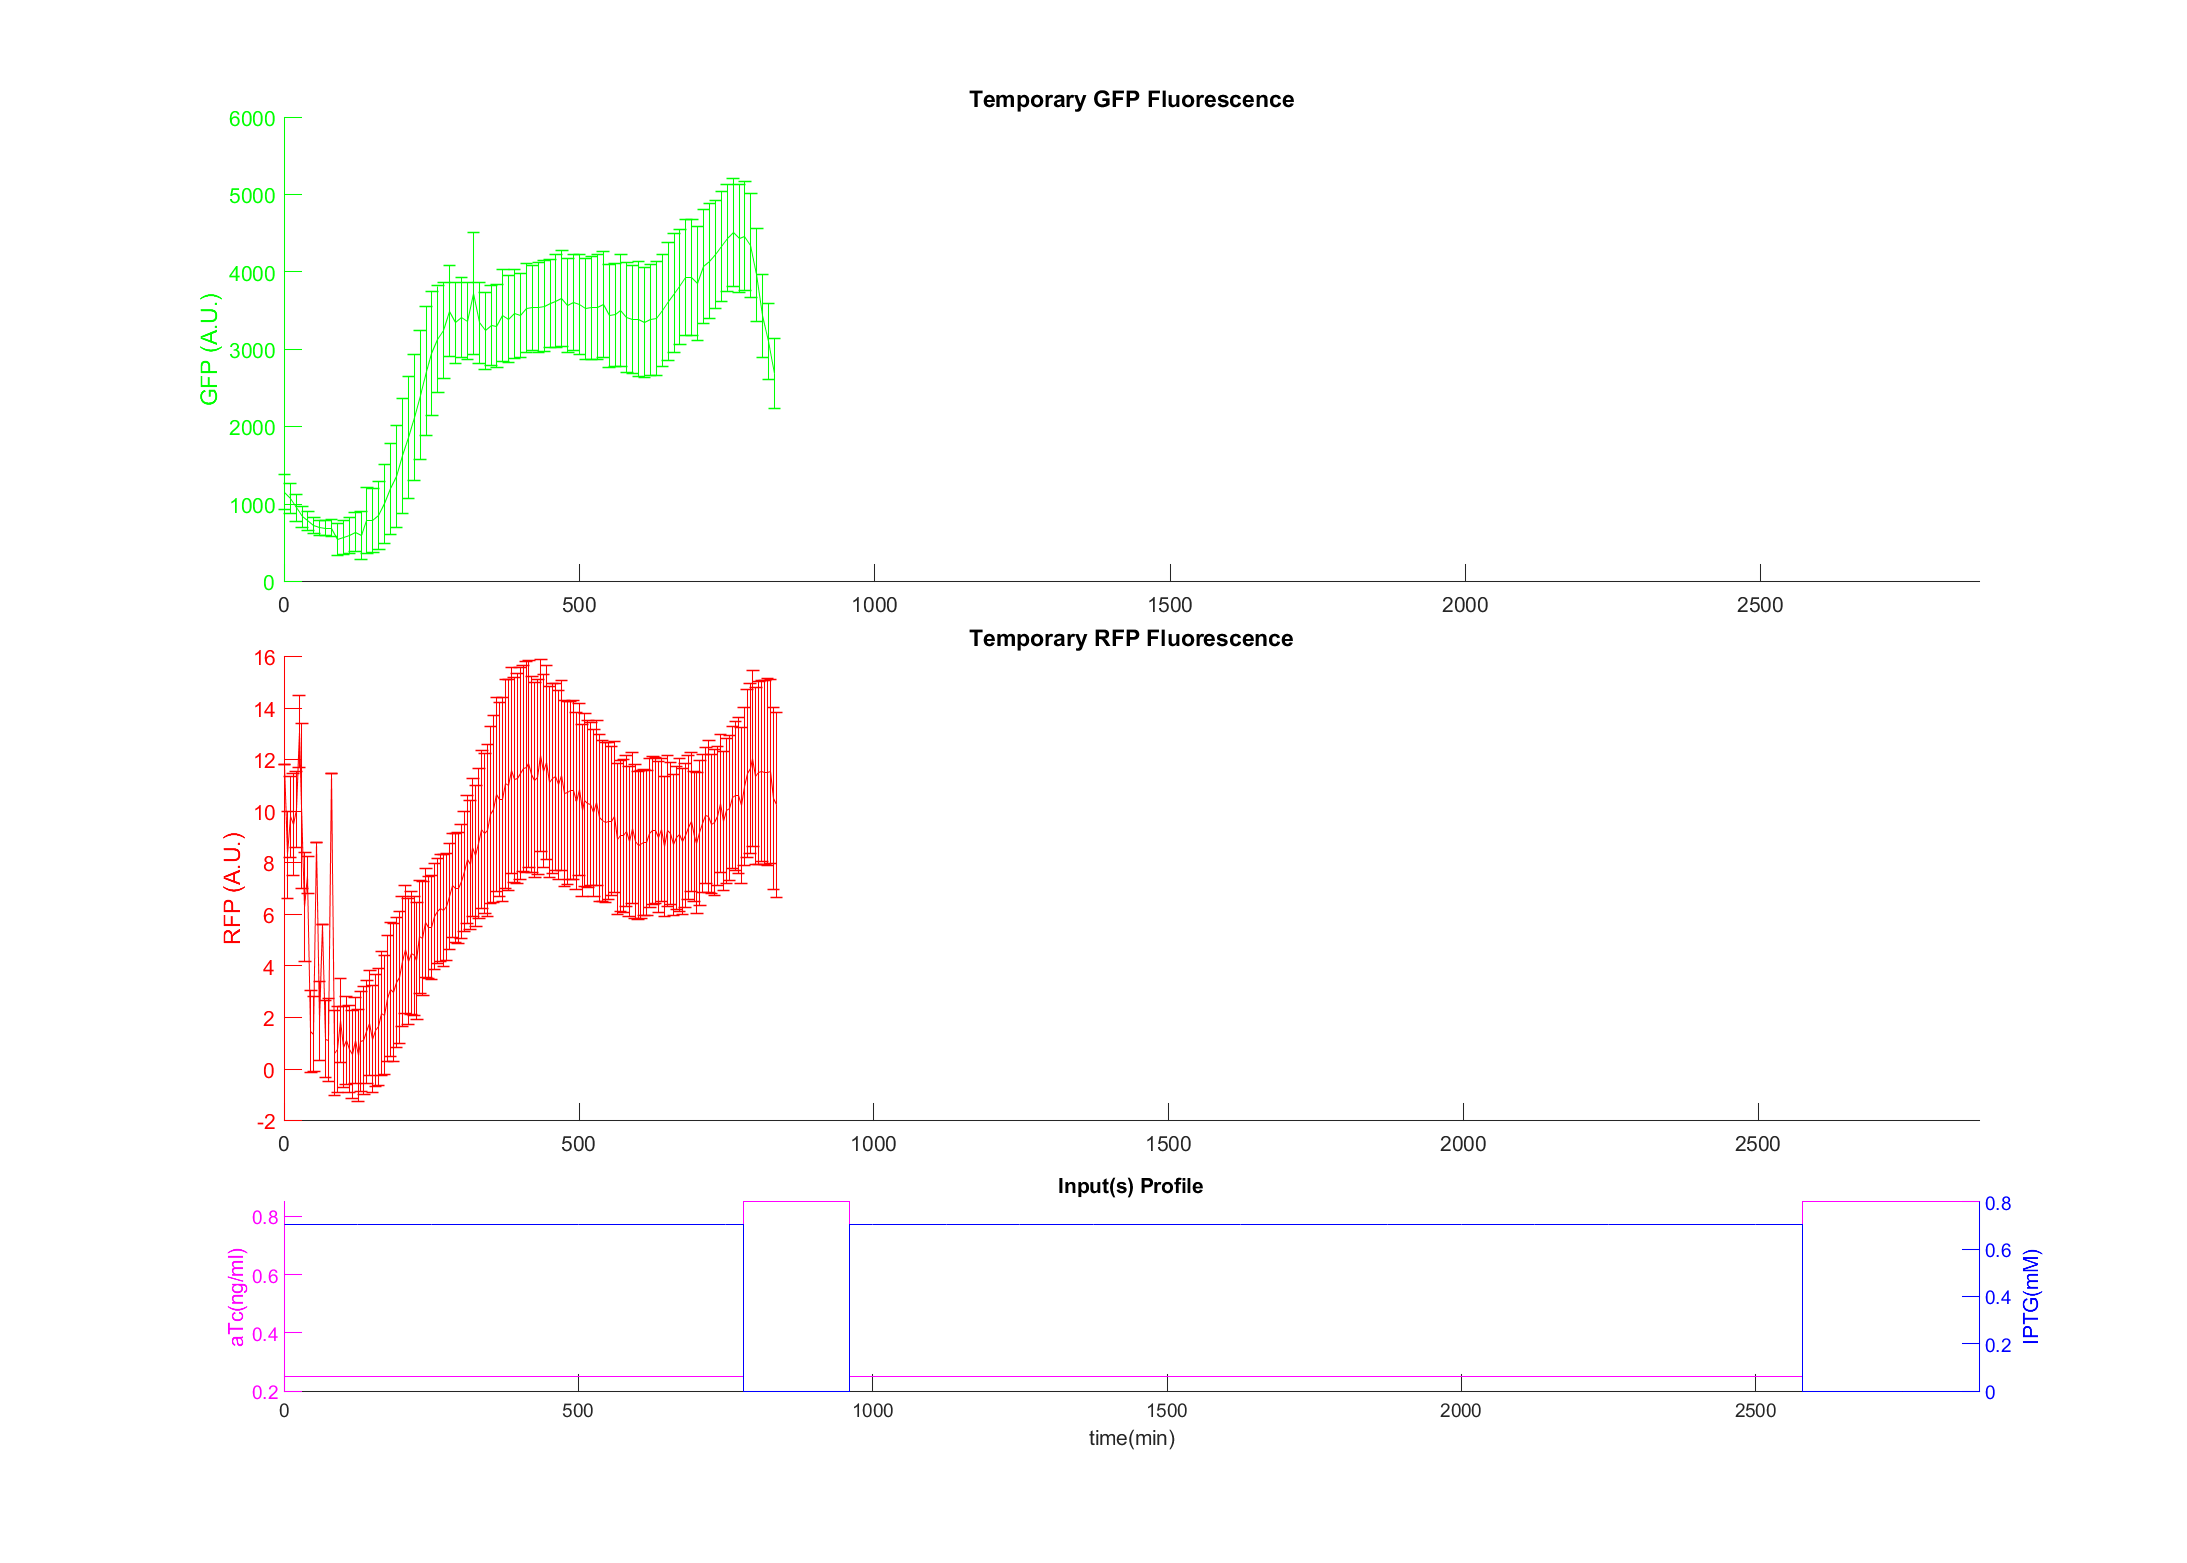 Temporary GFP Fluorescence
6000
5000
4000
3000
2000
1000
0
GFP (A.U.)
0 500 1000 1500 2000 2500
Temporary RFP Fluorescence
16
14
12
10
8
6
4
2
0
-2
RFP (A.U.)
0 500 1000 1500 2000 2500
Input(s) Profile
0.8
0.6
0.4
0.2
aTc(ng/ml)
0.8
0.6
0.4
0.2
0
IPTG(mM)
0 500 1000 1500 2000 2500
time(min)